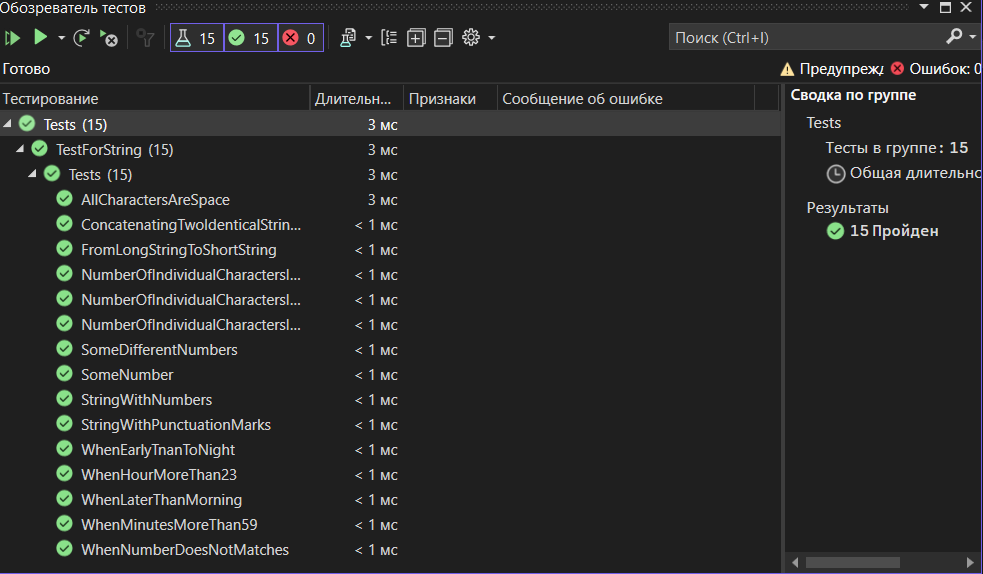 Обозреватель тестов
15 15 0
Поиск (Ctrl+I)
Готово
Предупрежд Ошибок: 0
Тестирование Длительн... Признаки Сообщение об ошибке
Tests (15) 3 мс
TestForString (15) 3 мс
Tests (15) 3 мс
AllCharactersAreSpace 3 мс
ConcatenatingTwoIdenticalStrin... < 1 мс
FromLongStringToShortString < 1 мс
NumberOfIndividualCharactersI... < 1 мс
NumberOfIndividualCharactersI... < 1 мс
NumberOfIndividualCharactersI... < 1 мс
SomeDifferentNumbers < 1 мс
SomeNumber < 1 мс
StringWithNumbers < 1 мс
StringWithPunctuationMarks < 1 мс
WhenEarlyTnanToNight < 1 мс
WhenHourMoreThan23 < 1 мс
WhenLaterThanMorning < 1 мс
WhenMinutesMoreThan59 < 1 мс
WhenNumberDoesNotMatches < 1 мс
Сводка по группе
Tests
Тесты в группе: 15
Общая длительно
Результаты
15 Пройден